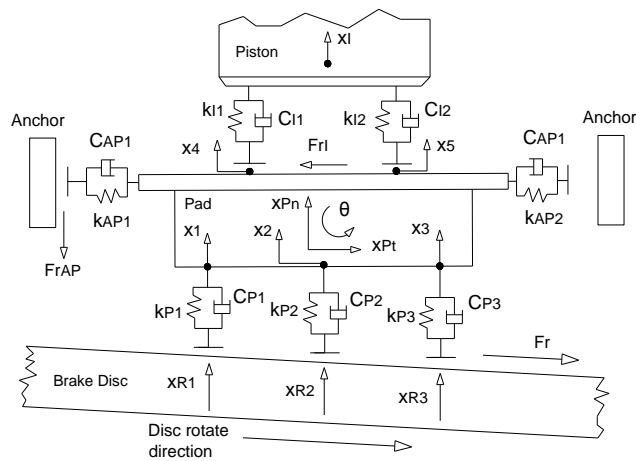 xI
Piston
kI1
CI1
kI2
CI2
Anchor
Anchor
CAP1
x4
FrI
x5
CAP1
kAP1
Pad
xPn
θ
kAP2
x1
x2
xPt
x3
FrAP
kP1
CP1
kP2
CP2
kP3
CP3
Fr
Brake Disc
xR1
xR2
xR3
Disc rotate
direction